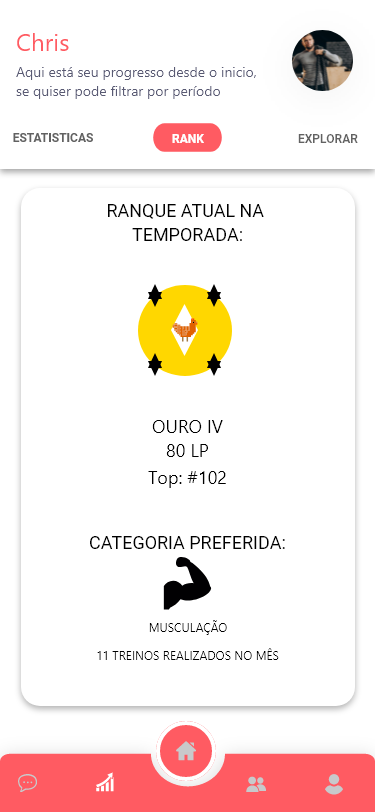 Chris
Aqui está seu progresso desde o inicio,
se quiser pode filtrar por período
ESTATISTICAS
RANK
EXPLORAR
RANQUE ATUAL NA
TEMPORADA:
OURO IV
80 LP
Top: #102
CATEGORIA PREFERIDA:
MUSCULAÇÃO
11 TREINOS REALIZADOS NO MÊS